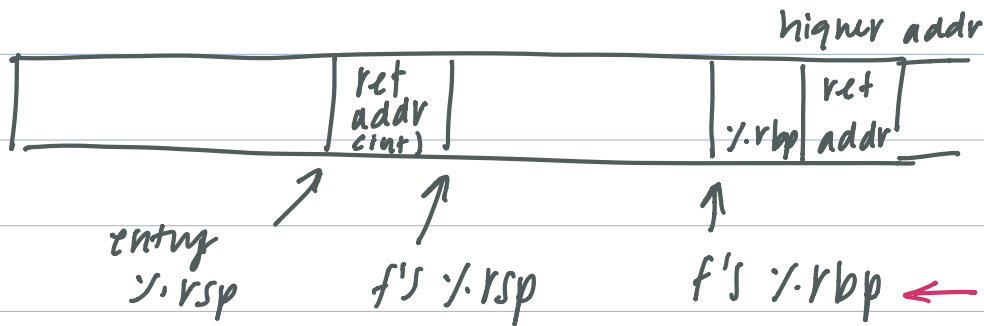 higher addr
ret
addr
(int)
%rbp
ret
addr
entry
%rsp
f's %rsp
f's %rbp